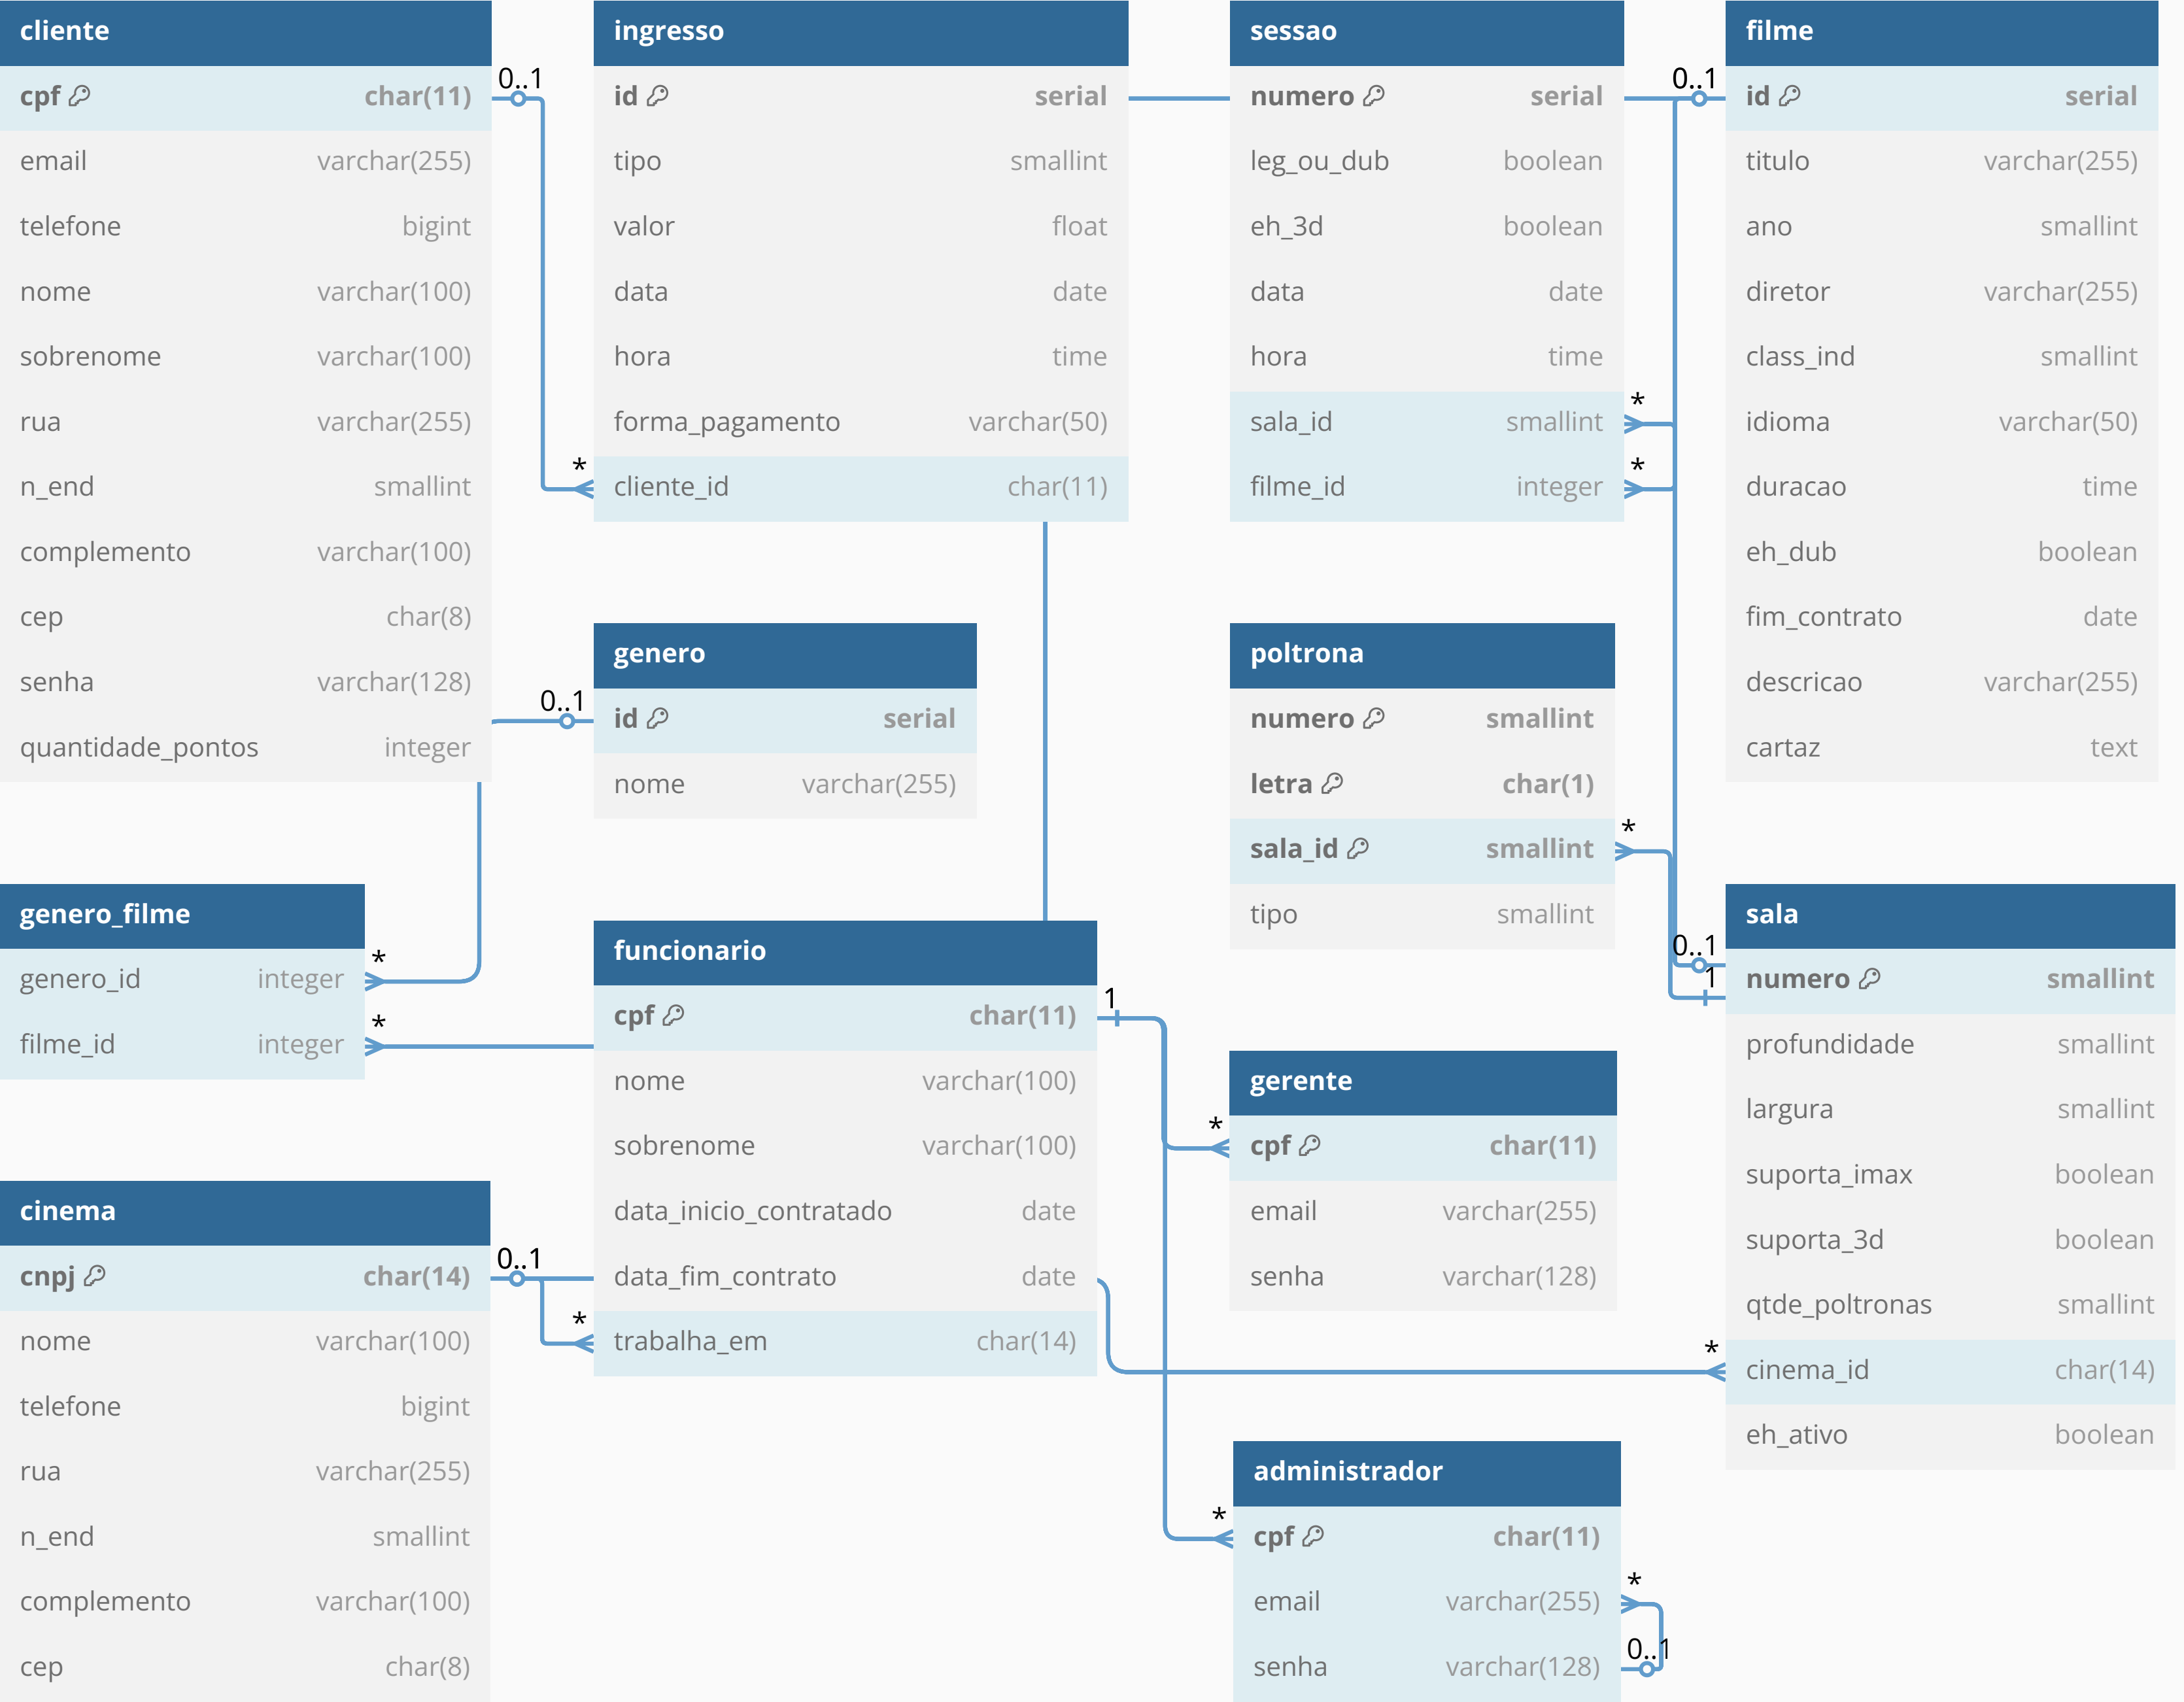 cliente
cpf char(11)
email varchar(255)
telefone bigint
nome varchar(100)
sobrenome varchar(100)
rua varchar(255)
n_end smallint
complemento varchar(100)
cep char(8)
senha varchar(128)
quantidade_pontos integer
0..1
*
ingresso
id serial
tipo smallint
valor float
data date
hora time
forma_pagamento varchar(50)
cliente_id char(11)
sessao
numero serial
leg_ou_dub boolean
eh_3d boolean
data date
hora time
sala_id smallint
filme_id integer
*
*
0..1
filme
id serial
titulo varchar(255)
ano smallint
diretor varchar(255)
class_ind smallint
idioma varchar(50)
duracao time
eh_dub boolean
fim_contrato date
descricao varchar(255)
cartaz text
0..1
genero
id serial
nome varchar(255)
poltrona
numero smallint
letra char(1)
sala_id smallint
tipo smallint
*
0..1
1
genero_filme
genero_id integer
filme_id integer
*
*
funcionario
cpf char(11)
nome varchar(100)
sobrenome varchar(100)
data_inicio_contratado date
data_fim_contrato date
trabalha_em char(14)
1
*
gerente
cpf char(11)
email varchar(255)
senha varchar(128)
sala
numero smallint
profundidade smallint
largura smallint
suporta_imax boolean
suporta_3d boolean
qtde_poltronas smallint
cinema_id char(14)
eh_ativo boolean
*
cinema
cnpj char(14)
nome varchar(100)
telefone bigint
rua varchar(255)
n_end smallint
complemento varchar(100)
cep char(8)
0..1
*
administrador
cpf char(11)
email varchar(255)
senha varchar(128)
*
*
0..1